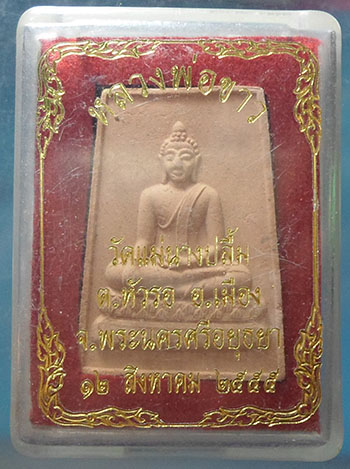 หลวงพ่อขาว
วัดแม่นางปลื้ม
ต.หัวรอ อ.เมือง
จ.พระนครศรีอยุธยา
๑๒ สิงหาคม ๒๕๕๕